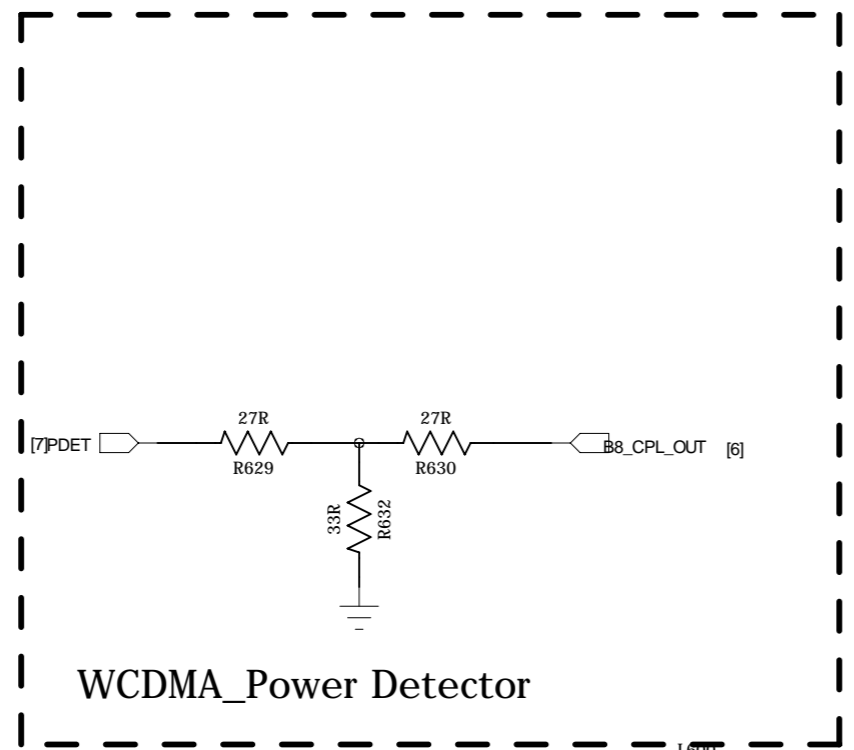 27R 27R
[7]PDET B8_CPL_OUT [6]
R629 R630
33R R632
WCDMA_Power Detector